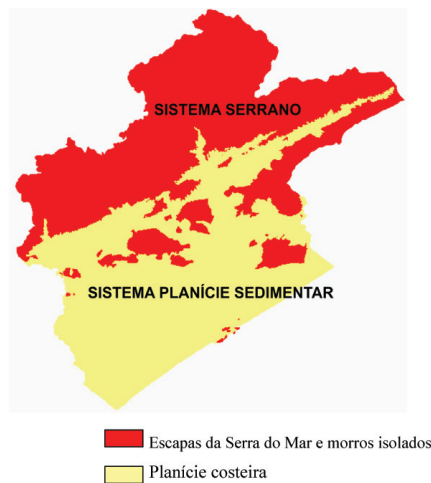 SISTEMA SERRANO
SISTEMA PLANÍCIE SEDIMENTAR
Escapas da Serra do Mar e morros isolados
Planície costeira